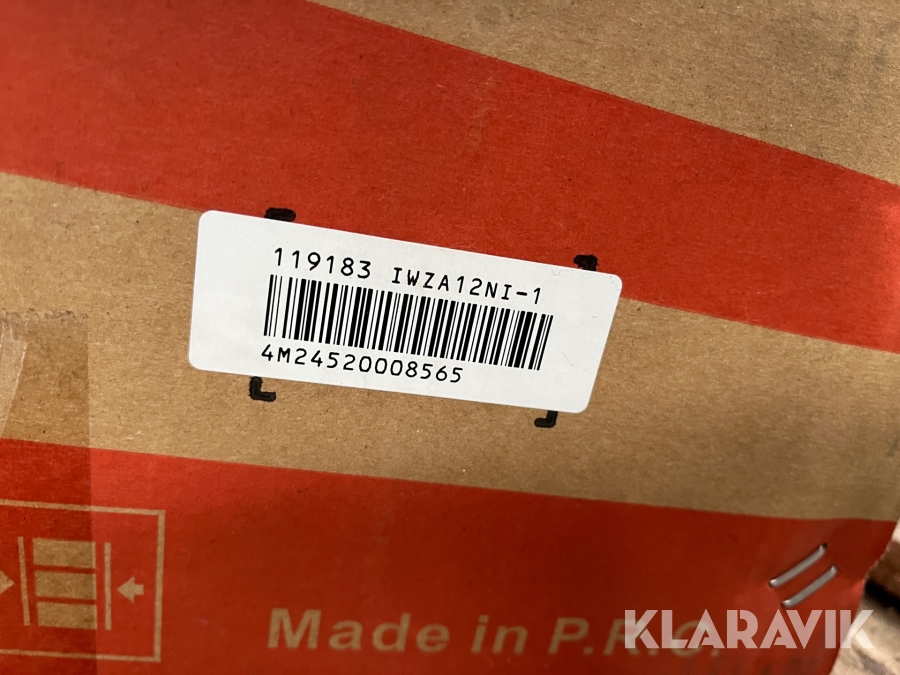 119183 IWZA12NI-1
4M24520008565
Made in P.R.C.
KLARAVIK